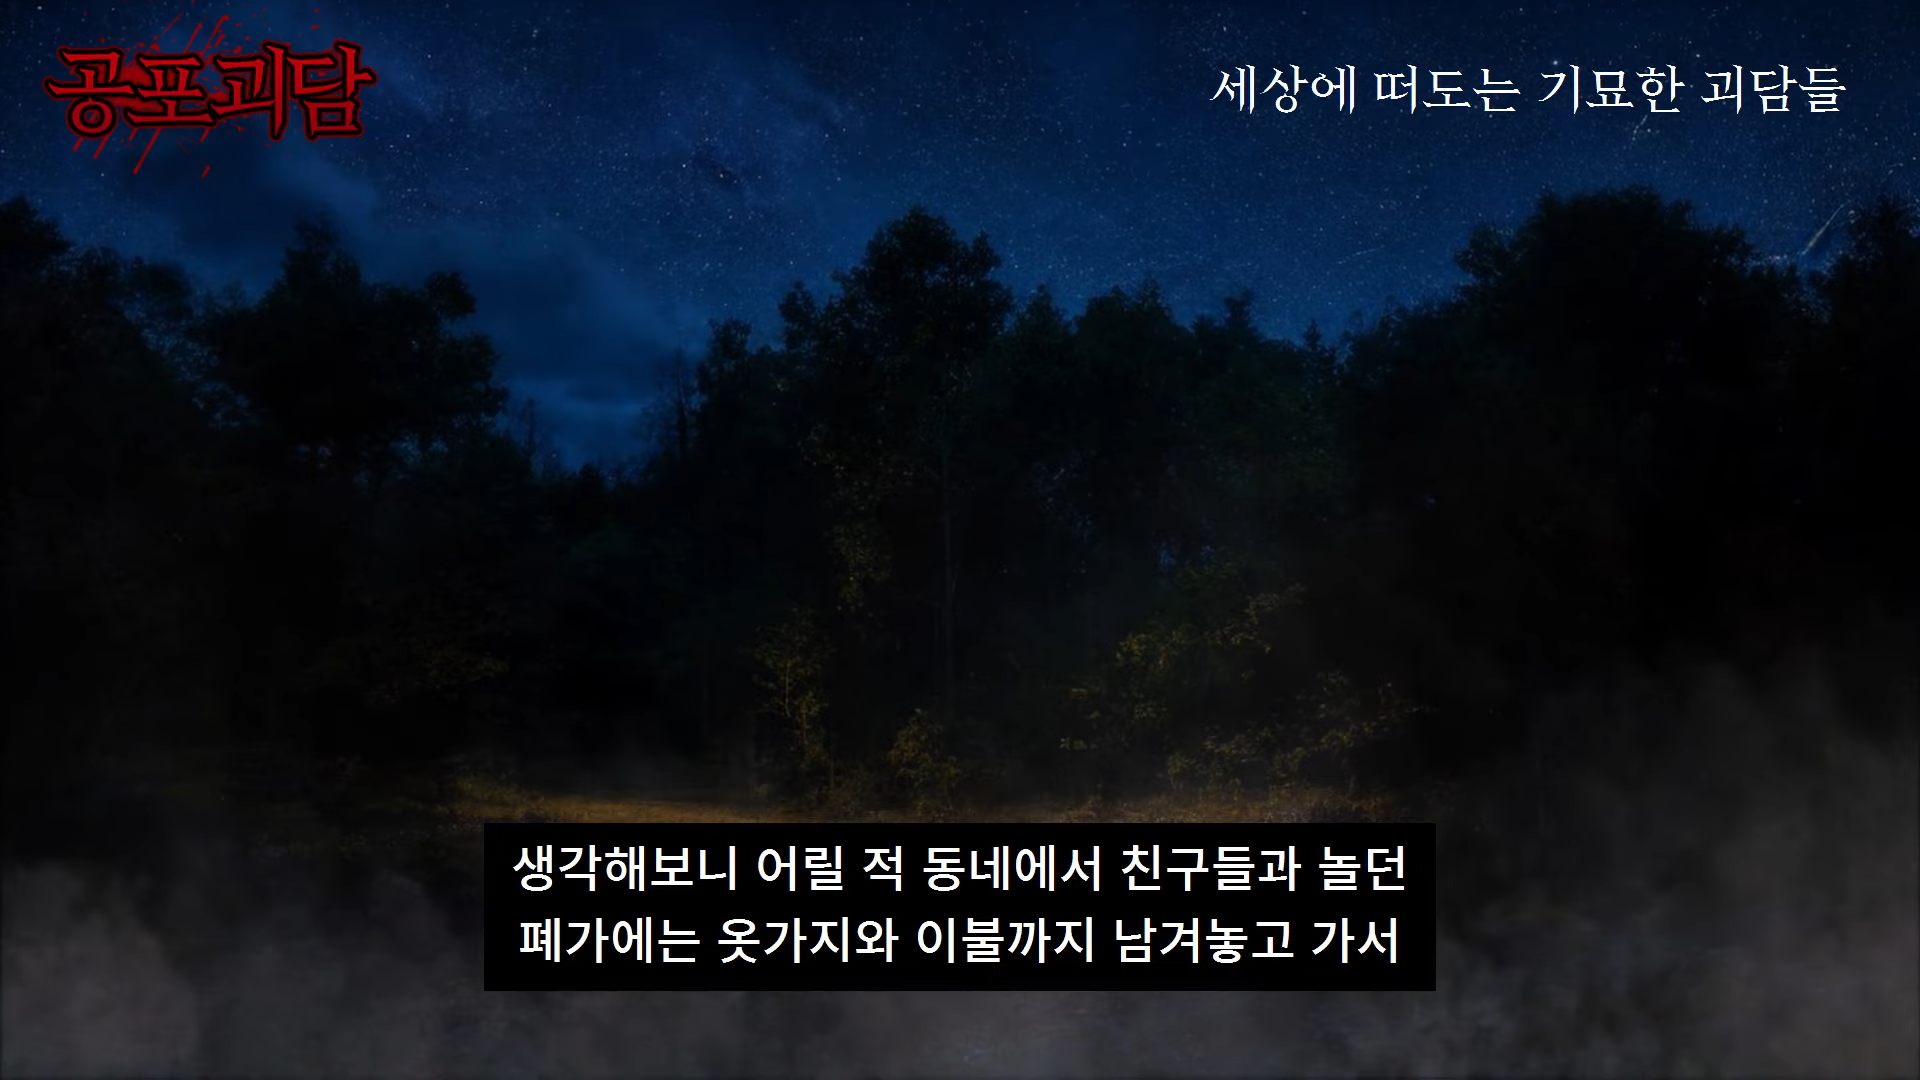 공포괴담
세상에 떠도는 기묘한 괴담들
생각해보니 어릴 적 동네에서 친구들과 놀던
폐가에는 옷가지와 이불까지 남겨놓고 가서